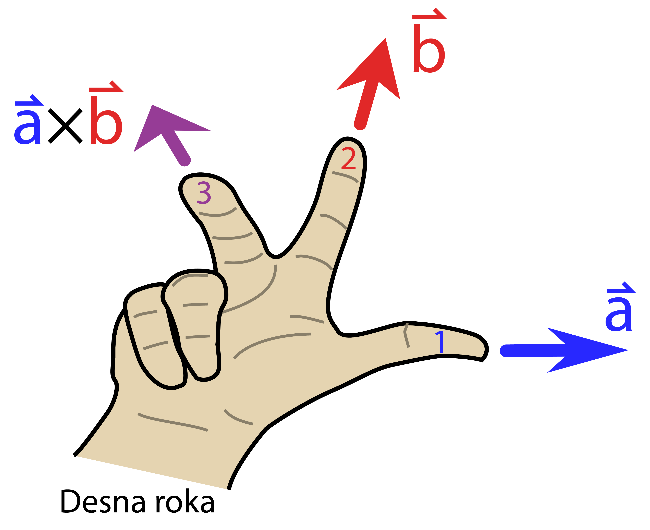 b⃗
a⃗×b⃗
2
3
a⃗
1
Desna roka